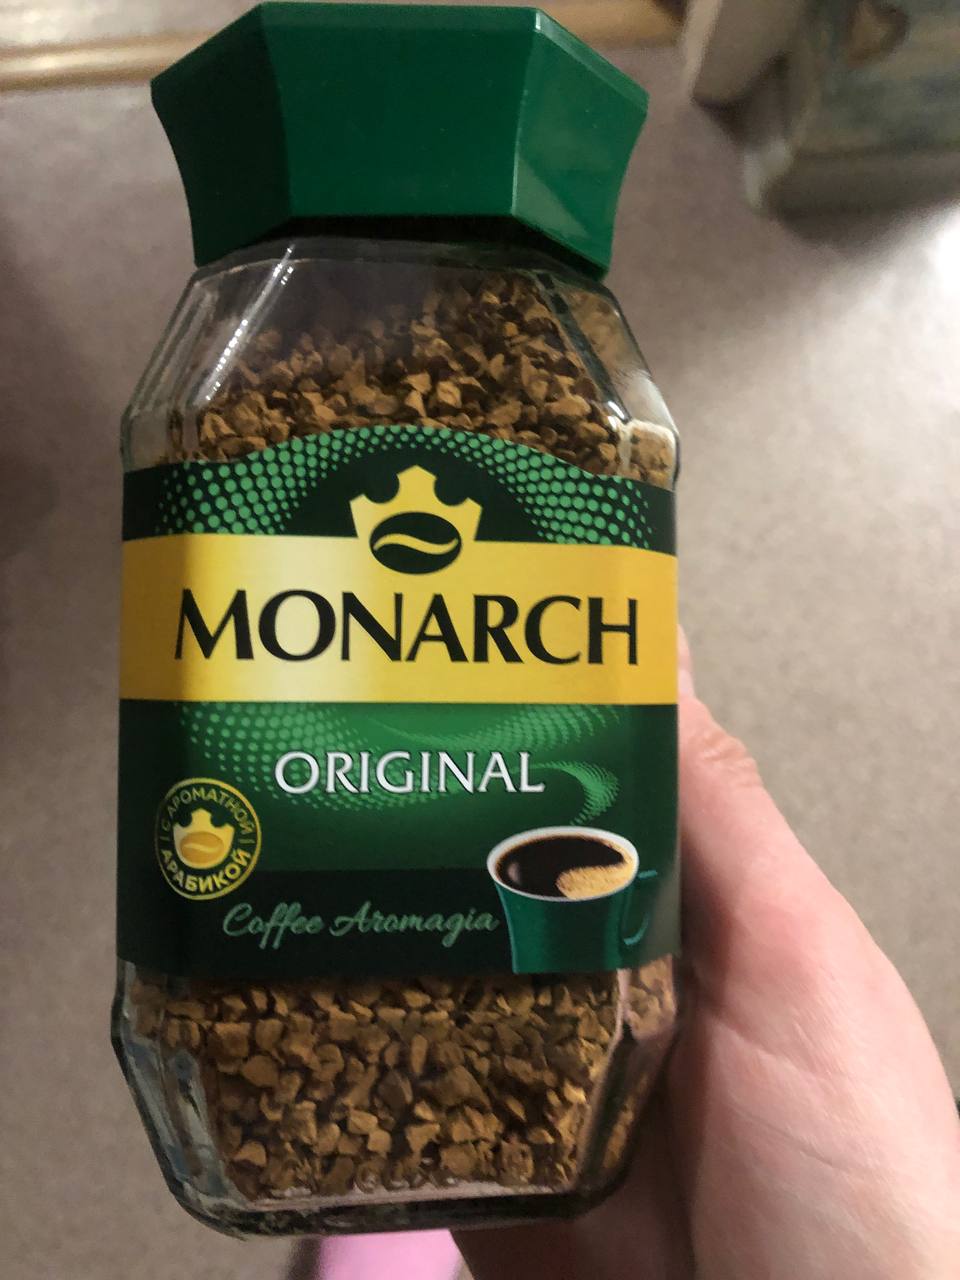 MONARCH
ORIGINAL
С АРОМАТНОЙ
АРАБИКОЙ
Coffee Aromagia